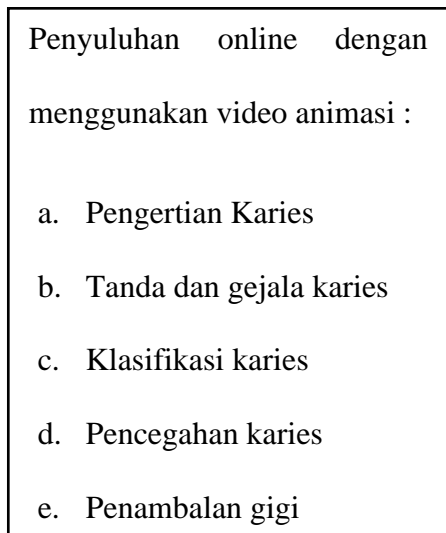 Penyuluhan online dengan
menggunakan video animasi :
a. Pengertian Karies
b. Tanda dan gejala karies
c. Klasifikasi karies
d. Pencegahan karies
e. Penambalan gigi